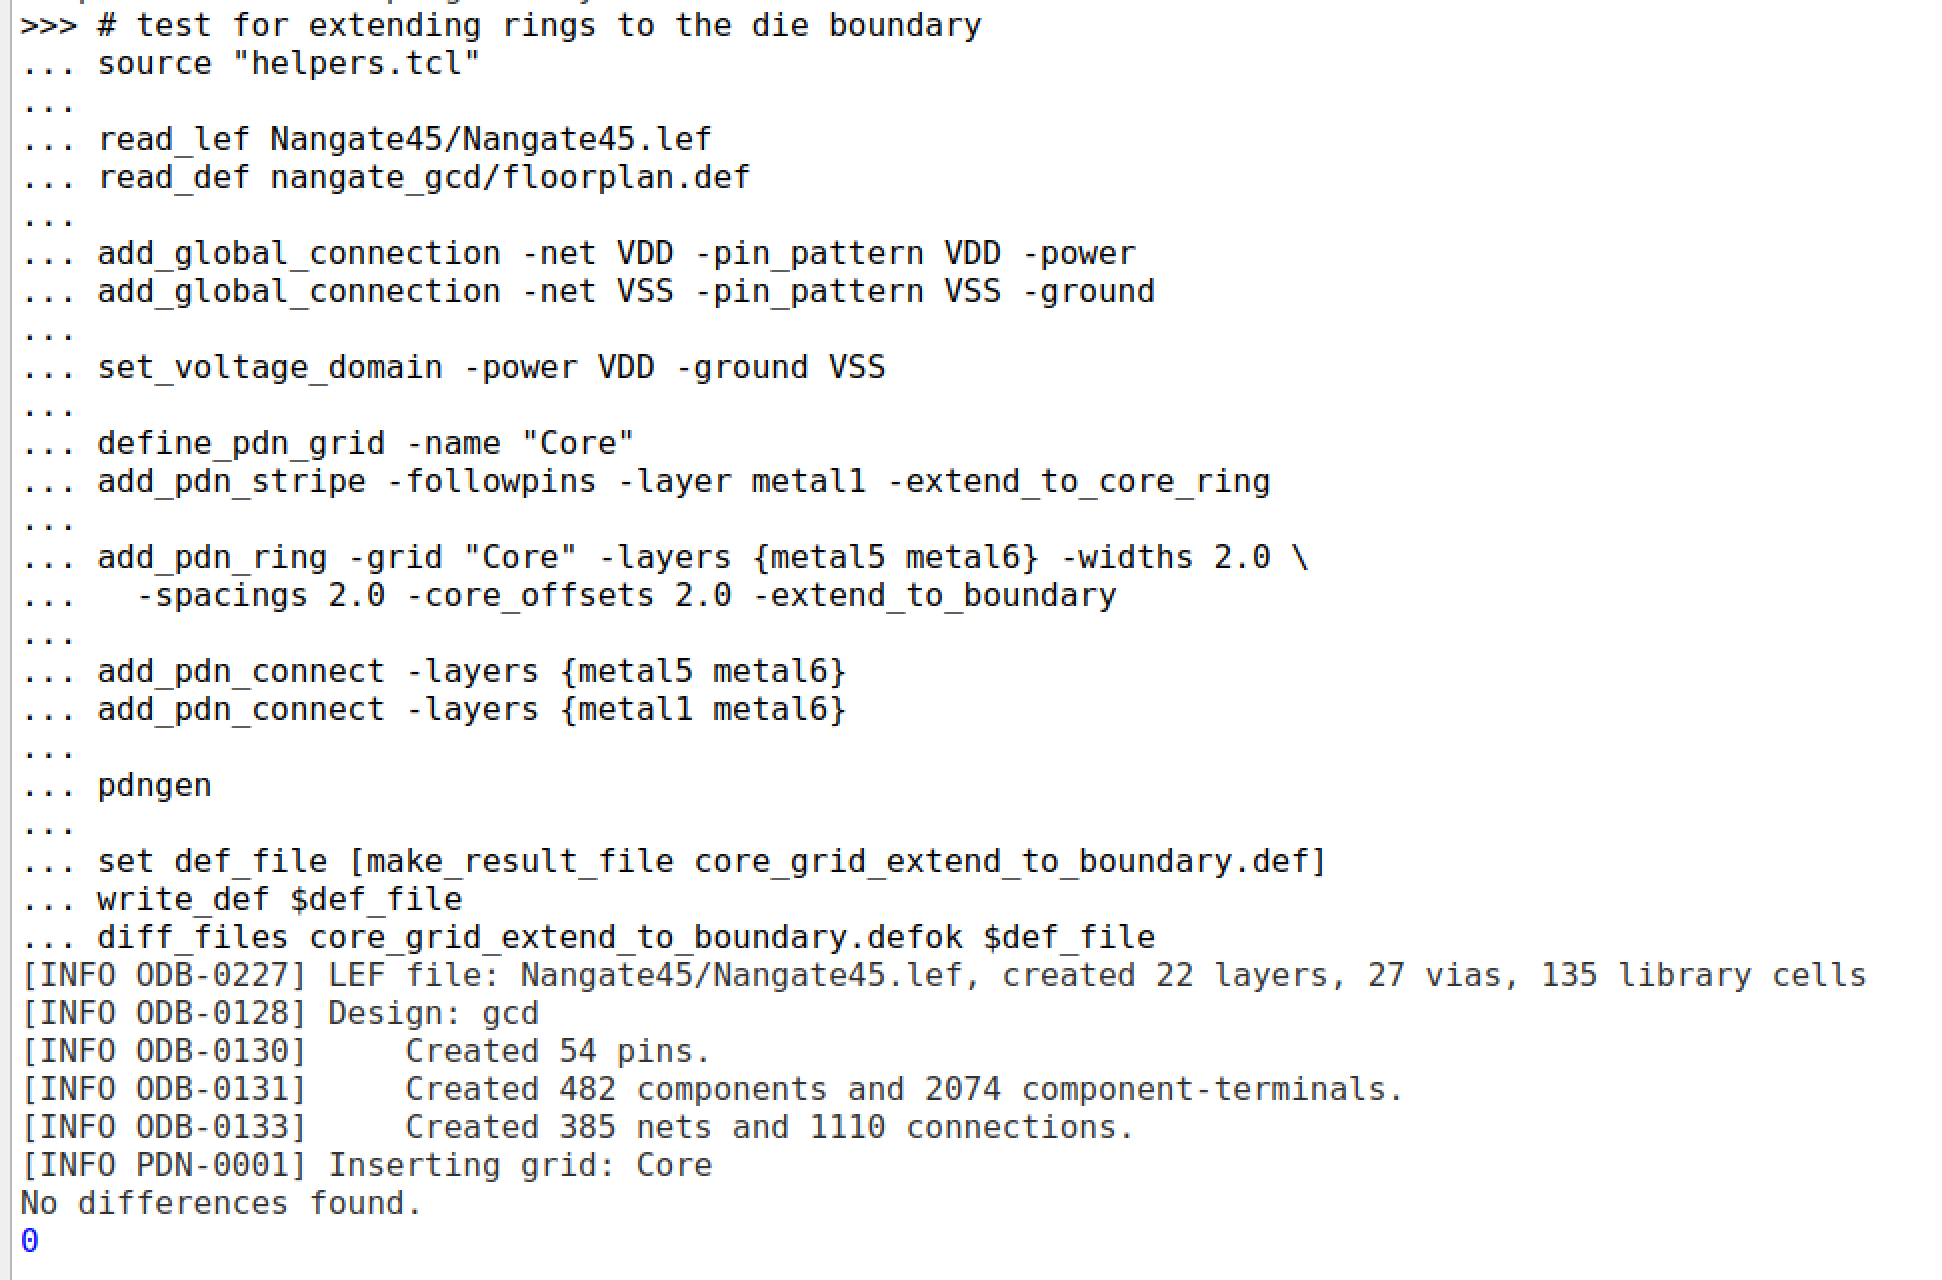 >>> # test for extending rings to the die boundary
... source "helpers.tcl"
...
... read_lef Nangate45/Nangate45.lef
... read_def nangate_gcd/floorplan.def
...
... add_global_connection -net VDD -pin_pattern VDD -power
... add_global_connection -net VSS -pin_pattern VSS -ground
...
... set_voltage_domain -power VDD -ground VSS
...
... define_pdn_grid -name "Core"
... add_pdn_stripe -followpins -layer metal1 -extend_to_core_ring
...
... add_pdn_ring -grid "Core" -layers {metal5 metal6} -widths 2.0 \
...   -spacings 2.0 -core_offsets 2.0 -extend_to_boundary
...
... add_pdn_connect -layers {metal5 metal6}
... add_pdn_connect -layers {metal1 metal6}
...
... pdngen
...
... set def_file [make_result_file core_grid_extend_to_boundary.def]
... write_def $def_file
... diff_files core_grid_extend_to_boundary.defok $def_file
[INFO ODB-0227] LEF file: Nangate45/Nangate45.lef, created 22 layers, 27 vias, 135 library cells
[INFO ODB-0128] Design: gcd
[INFO ODB-0130]     Created 54 pins.
[INFO ODB-0131]     Created 482 components and 2074 component-terminals.
[INFO ODB-0133]     Created 385 nets and 1110 connections.
[INFO PDN-0001] Inserting grid: Core
No differences found.
0